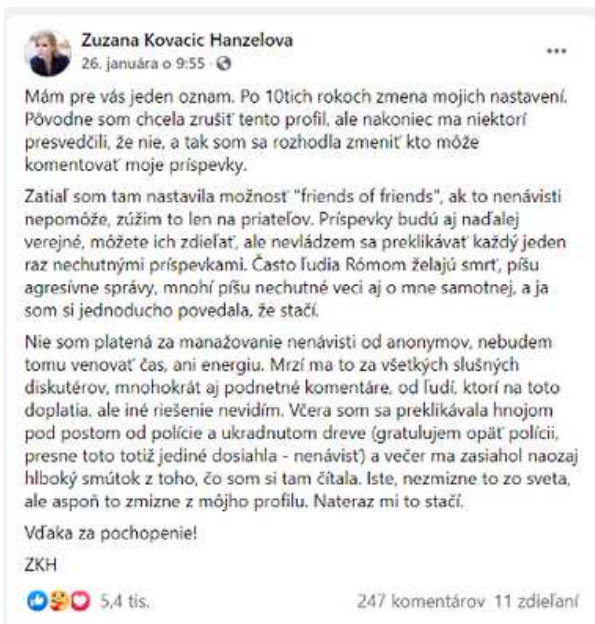 Zuzana Kovacic Hanzelova
26. januára o 9:55 ·
Mám pre vás jeden oznam. Po 10tich rokoch zmena mojich nastavení.
Pôvodne som chcela zrušiť tento profil, ale nakoniec ma niektorí
presvedčili, že nie, a tak som sa rozhodla zmeniť kto môže
komentovať moje príspevky.
Zatiaľ som tam nastavila možnosť "friends of friends", ak to nenávisti
nepomôže, zúžim to len na priateľov. Príspevky budú aj naďalej
verejné, môžete ich zdieľať, ale nevládzem sa preklikávať každý jeden
raz nechutnými príspevkami. Často ľudia Rómom želajú smrť, píšu
agresívne správy, mnohí píšu nechutné veci aj o mne samotnej, a ja
som si jednoducho povedala, že stačí.
Nie som platená za manažovanie nenávisti od anonymov, nebudem
tomu venovať čas, ani energiu. Mrzí ma to za všetkých slušných
diskutérov, mnohokrát aj podnetné komentáre, od ľudí, ktorí na toto
doplatia, ale iné riešenie nevidím. Včera som sa preklikávala hnojom
pod postom od polície a ukradnutom dreve (gratulujem opäť polícii,
presne toto totiž jediné dosiahla - nenávisť) a večer ma zasiahol naozaj
hlboký smútok z toho, čo som si tam čítala. Iste, nezmizne to zo sveta,
ale aspoň to zmizne z môjho profilu. Nateraz mi to stačí.
Vďaka za pochopenie!
ZKH
5,4 tis. 247 komentárov 11 zdieľaní